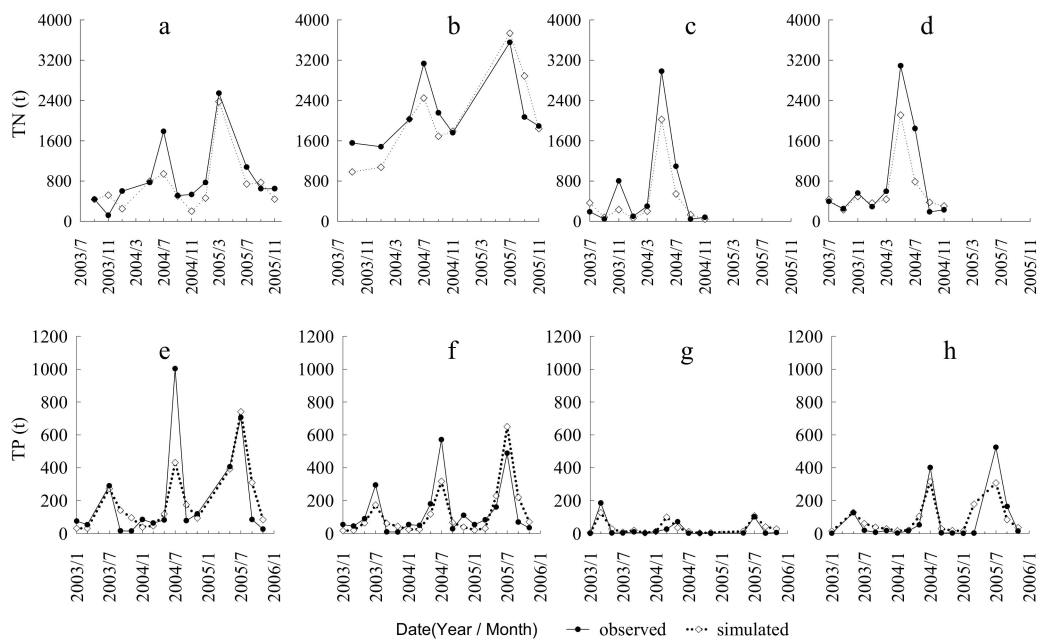 a b c d
TN (t)
4000 4000 4000 4000
3200 3200 3200 3200
2400 2400 2400 2400
1600 1600 1600 1600
800 800 800 800
0 0 0 0
2003/7 2003/11 2004/3 2004/7 2004/11 2005/3 2005/7 2005/11 2003/7 2003/11 2004/3 2004/7 2004/11 2005/3 2005/7 2005/11 2003/7 2003/11 2004/3 2004/7 2004/11 2005/3 2005/7 2005/11 2003/7 2003/11 2004/3 2004/7 2004/11 2005/3 2005/7 2005/11
e f g h
TP (t)
1200 1200 1200 1200
1000 1000 1000 1000
800 800 800 800
600 600 600 600
400 400 400 400
200 200 200 200
0 0 0 0
2003/1 2003/7 2004/1 2004/7 2005/1 2005/7 2006/1 2003/1 2003/7 2004/1 2004/7 2005/1 2005/7 2006/1 2003/1 2003/7 2004/1 2004/7 2005/1 2005/7 2006/1 2003/1 2003/7 2004/1 2004/7 2005/1 2005/7 2006/1
Date(Year / Month) observed simulated